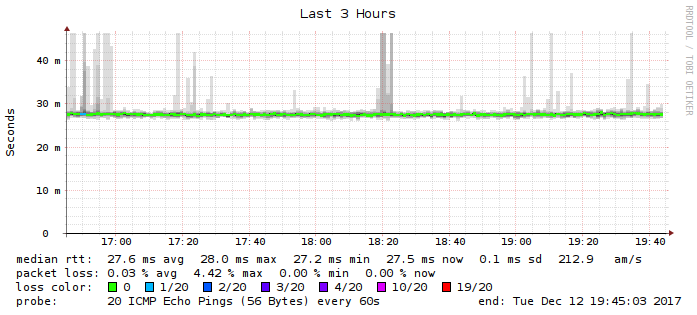 Last 3 Hours
RRDTOOL / TOBI OETIKER
Seconds
40 m
30 m
20 m
10 m
0
17:00 17:20 17:40 18:00 18:20 18:40 19:00 19:20 19:40
median rtt: 27.6 ms avg 28.0 ms max 27.2 ms min 27.5 ms now 0.1 ms sd 212.9 am/s
packet loss: 0.03 % avg 4.42 % max 0.00 % min 0.00 % now
loss color: 0 1/20 2/20 3/20 4/20 10/20 19/20
probe: 20 ICMP Echo Pings (56 Bytes) every 60s end: Tue Dec 12 19:45:03 2017